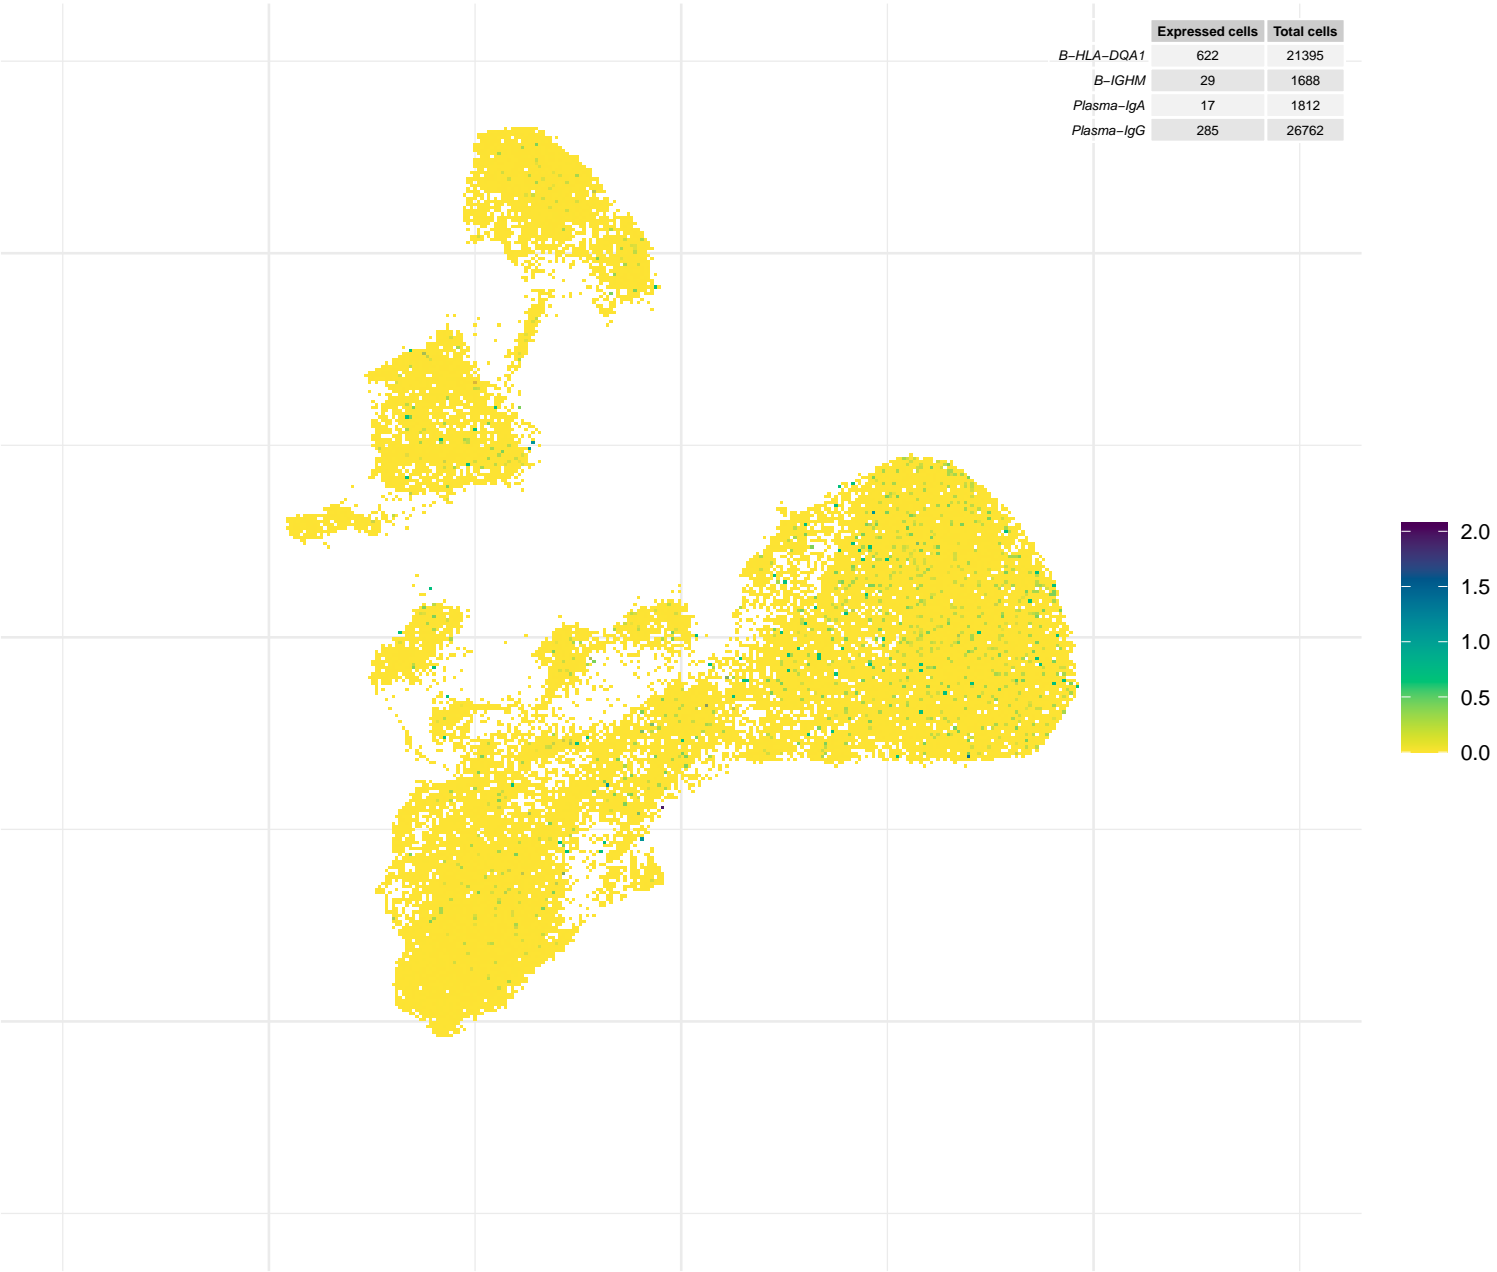 Expressed cells Total cells
B−HLA−DQA1 622 21395
B−IGHM 29 1688
Plasma−IgA 17 1812
Plasma−IgG 285 26762
2.0
1.5
1.0
0.5
0.0